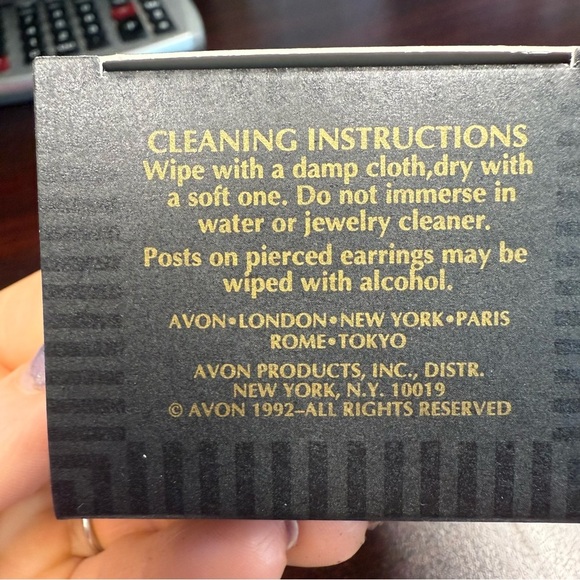 CLEANING INSTRUCTIONS
Wipe with a damp cloth,dry with
a soft one. Do not immerse in
water or jewelry cleaner.
Posts on pierced earrings may be
wiped with alcohol.
AVON•LONDON•NEW YORK•PARIS
ROME•TOKYO
AVON PRODUCTS, INC., DISTR.
NEW YORK, N.Y. 10019
© AVON 1992–ALL RIGHTS RESERVED